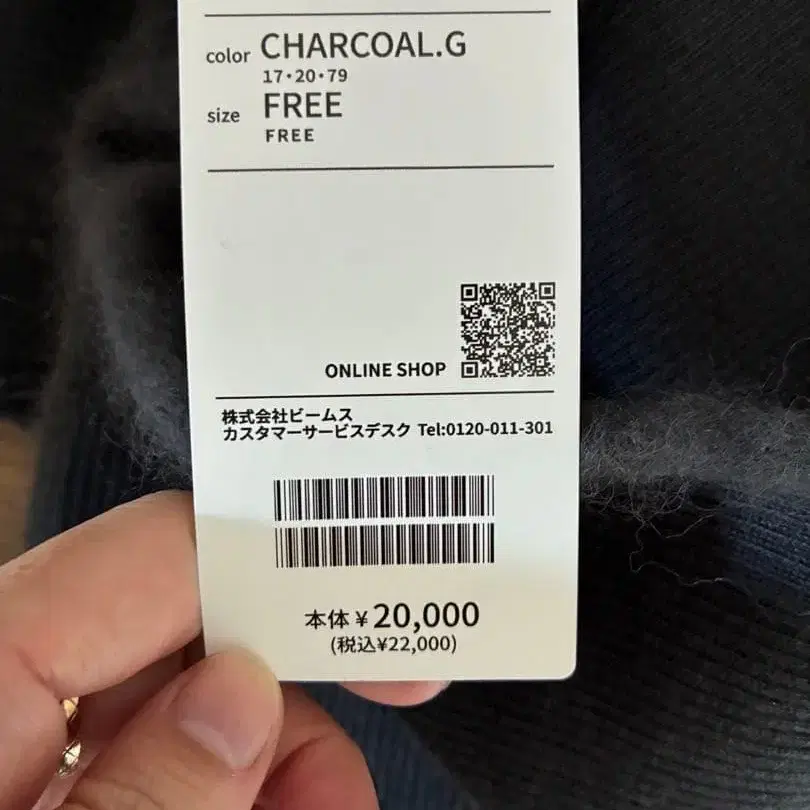 color CHARCOAL.G
17・20・79
size FREE
FREE
ONLINE SHOP
株式会社ビームス
カスタマーサービスデスク Tel:0120-011-301
本体 ¥ 20,000
(税込¥22,000)